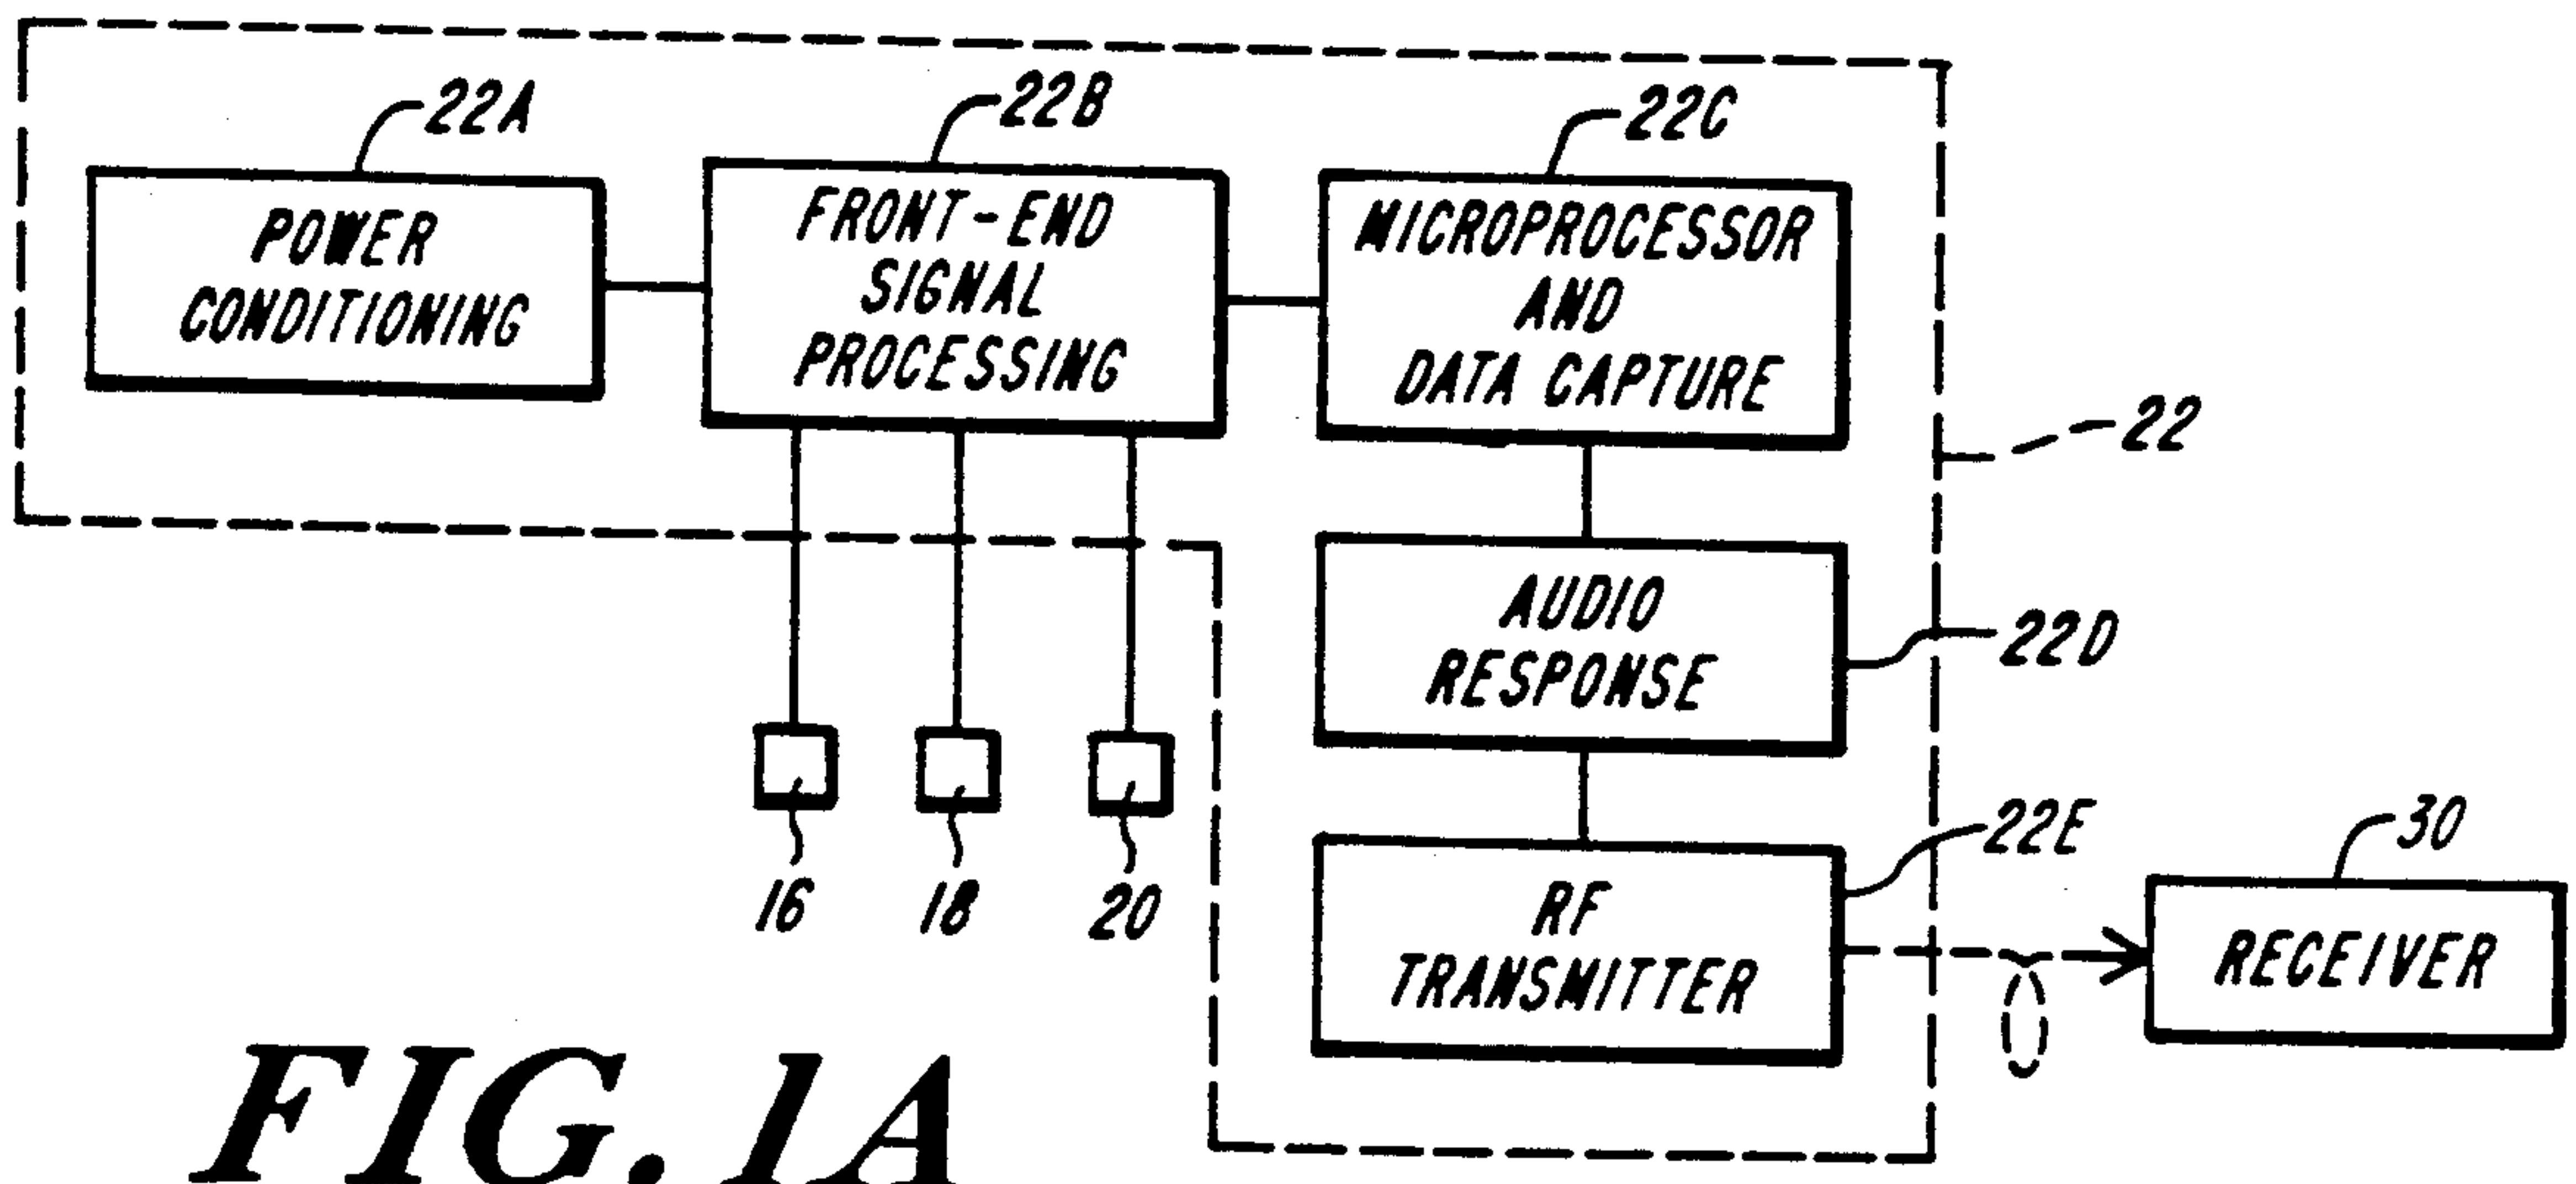 22A
22B
22C
POWER
CONDITIONING
FRONT-END
SIGNAL
PROCESSING
MICROPROCESSOR
AND
DATA CAPTURE
22
AUDIO
RESPONSE
22D
16
18
20
RF
TRANSMITTER
22E
30
RECEIVER
FIG. 1A